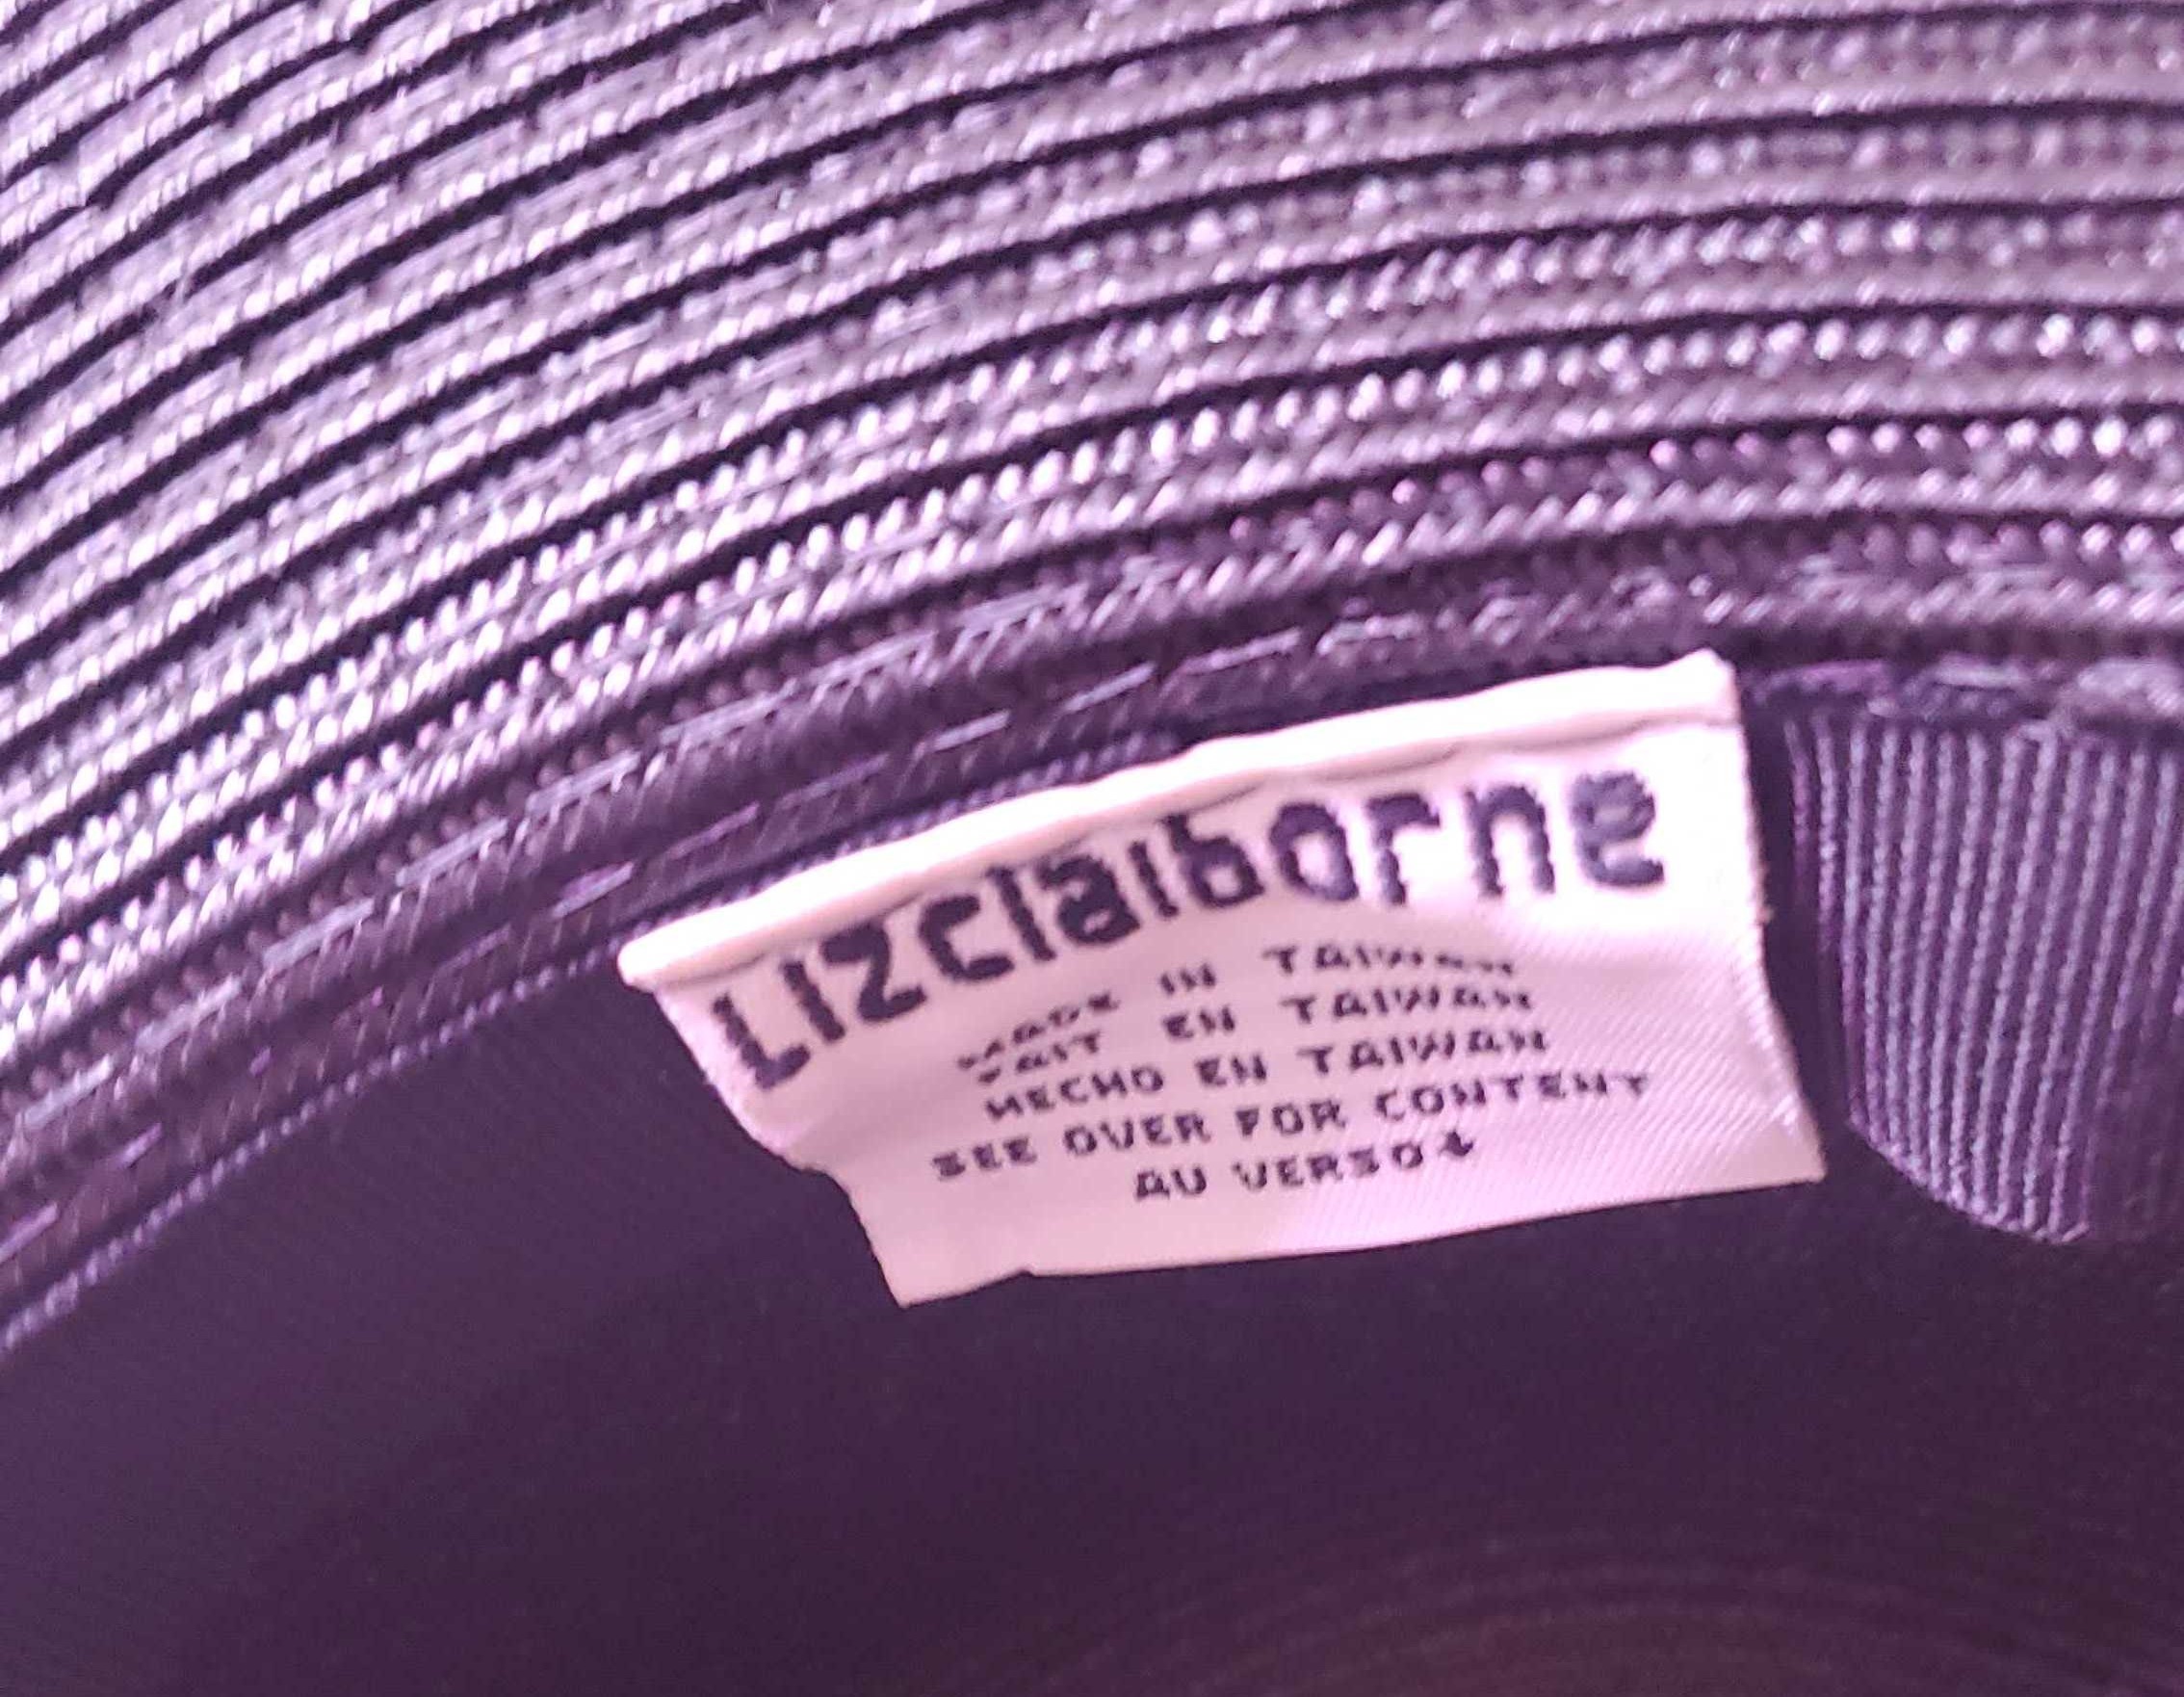 Lizclaiborne
MADE IN TAIWAN
FAIT EN TAIWAN
HECHO EN TAIWAN
SEE OVER FOR CONTENT
AU VERSO↓